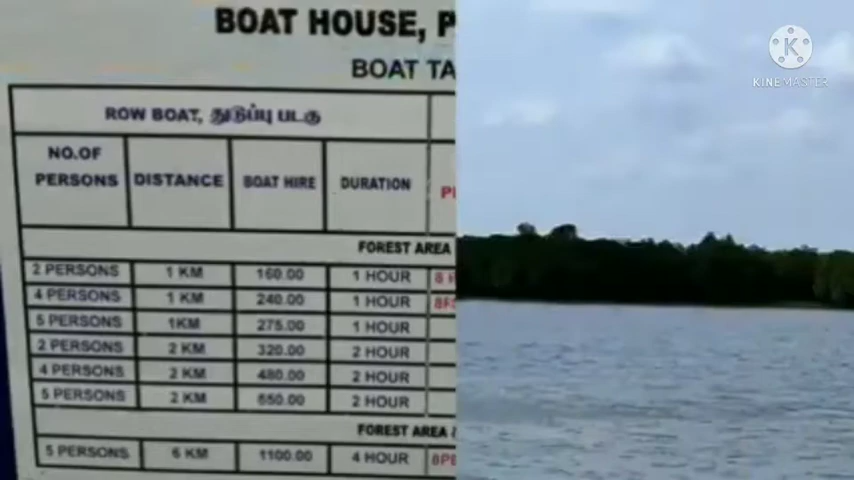 BOAT HOUSE, P
BOAT TA
ROW BOAT, துடுப்பு படகு
NO.OF PERSONS DISTANCE BOAT HIRE DURATION
FOREST AREA
2 PERSONS 1 KM 160.00 1 HOUR 8
4 PERSONS 1 KM 240.00 1 HOUR
5 PERSONS 1KM 275.00 1 HOUR
2 PERSONS 2 KM 320.00 2 HOUR
4 PERSONS 2 KM 480.00 2 HOUR
5 PERSONS 2 KM 550.00 2 HOUR
FOREST AREA &
5 PERSONS 6 KM 1100.00 4 HOUR 8PE
K
KINEMASTER